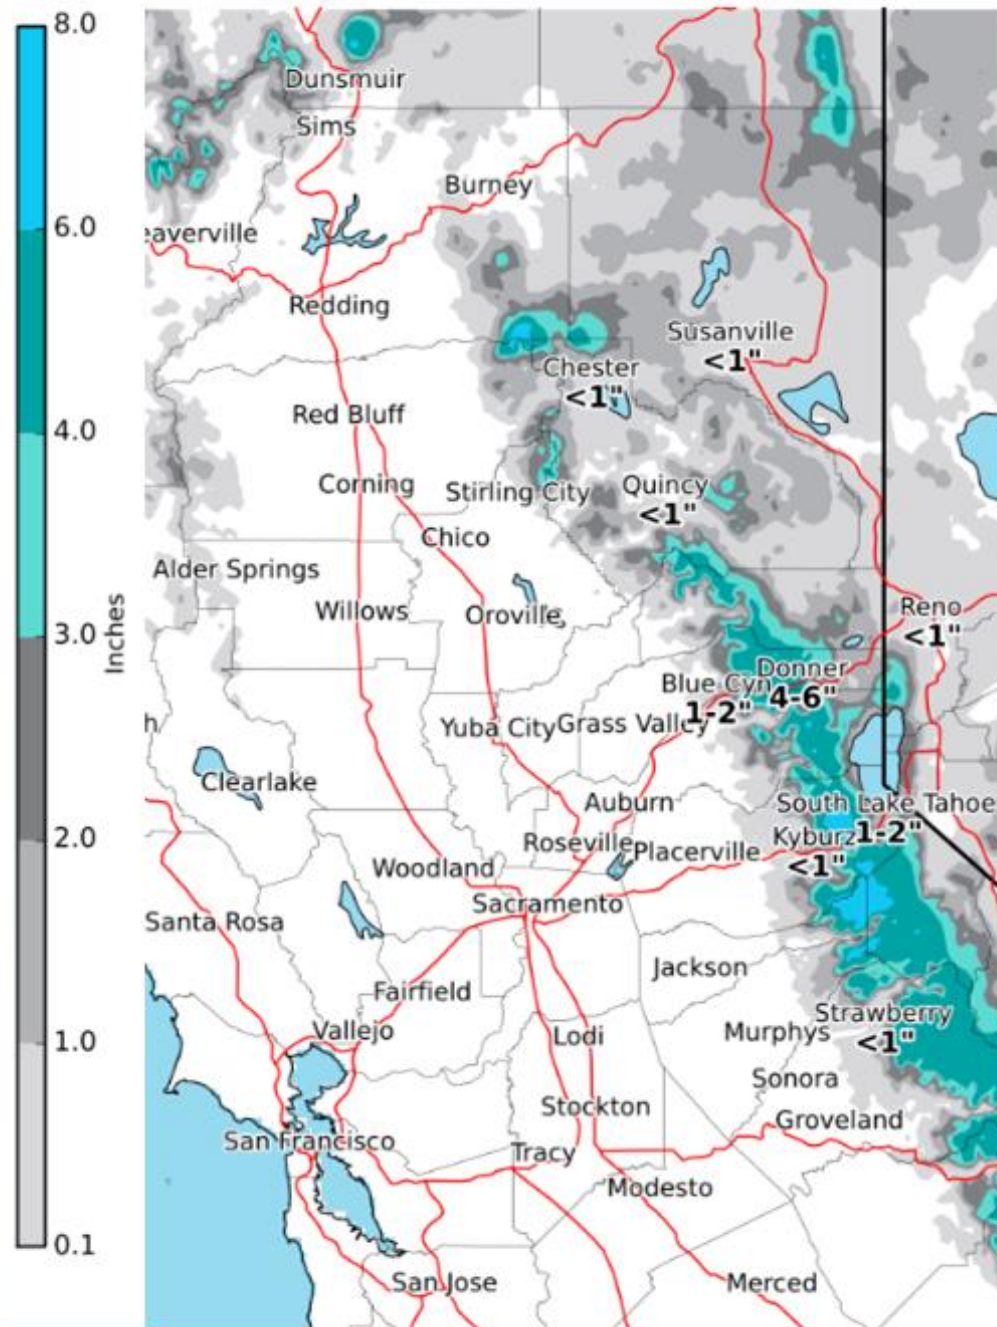 8.0
6.0
4.0
3.0
2.0
1.0
0.1
Inches
Dunsmuir
Sims
Burney
eaverville
Redding
Susanville
<1"
Chester
<1"
Red Bluff
Corning
Stirling City
Quincy
<1"
Chico
Alder Springs
Willows
Oroville
Reno
<1"
Donner
4-6"
Blue Cyn
1-2"
Yuba City
Grass Valley
h
Clearlake
Auburn
South Lake Tahoe
1-2"
Roseville
Placerville
Kyburz
<1"
Woodland
Sacramento
Santa Rosa
Jackson
Fairfield
Vallejo
Lodi
Murphys
Strawberry
<1"
Sonora
Stockton
Groveland
San Francisco
Tracy
Modesto
San Jose
Merced